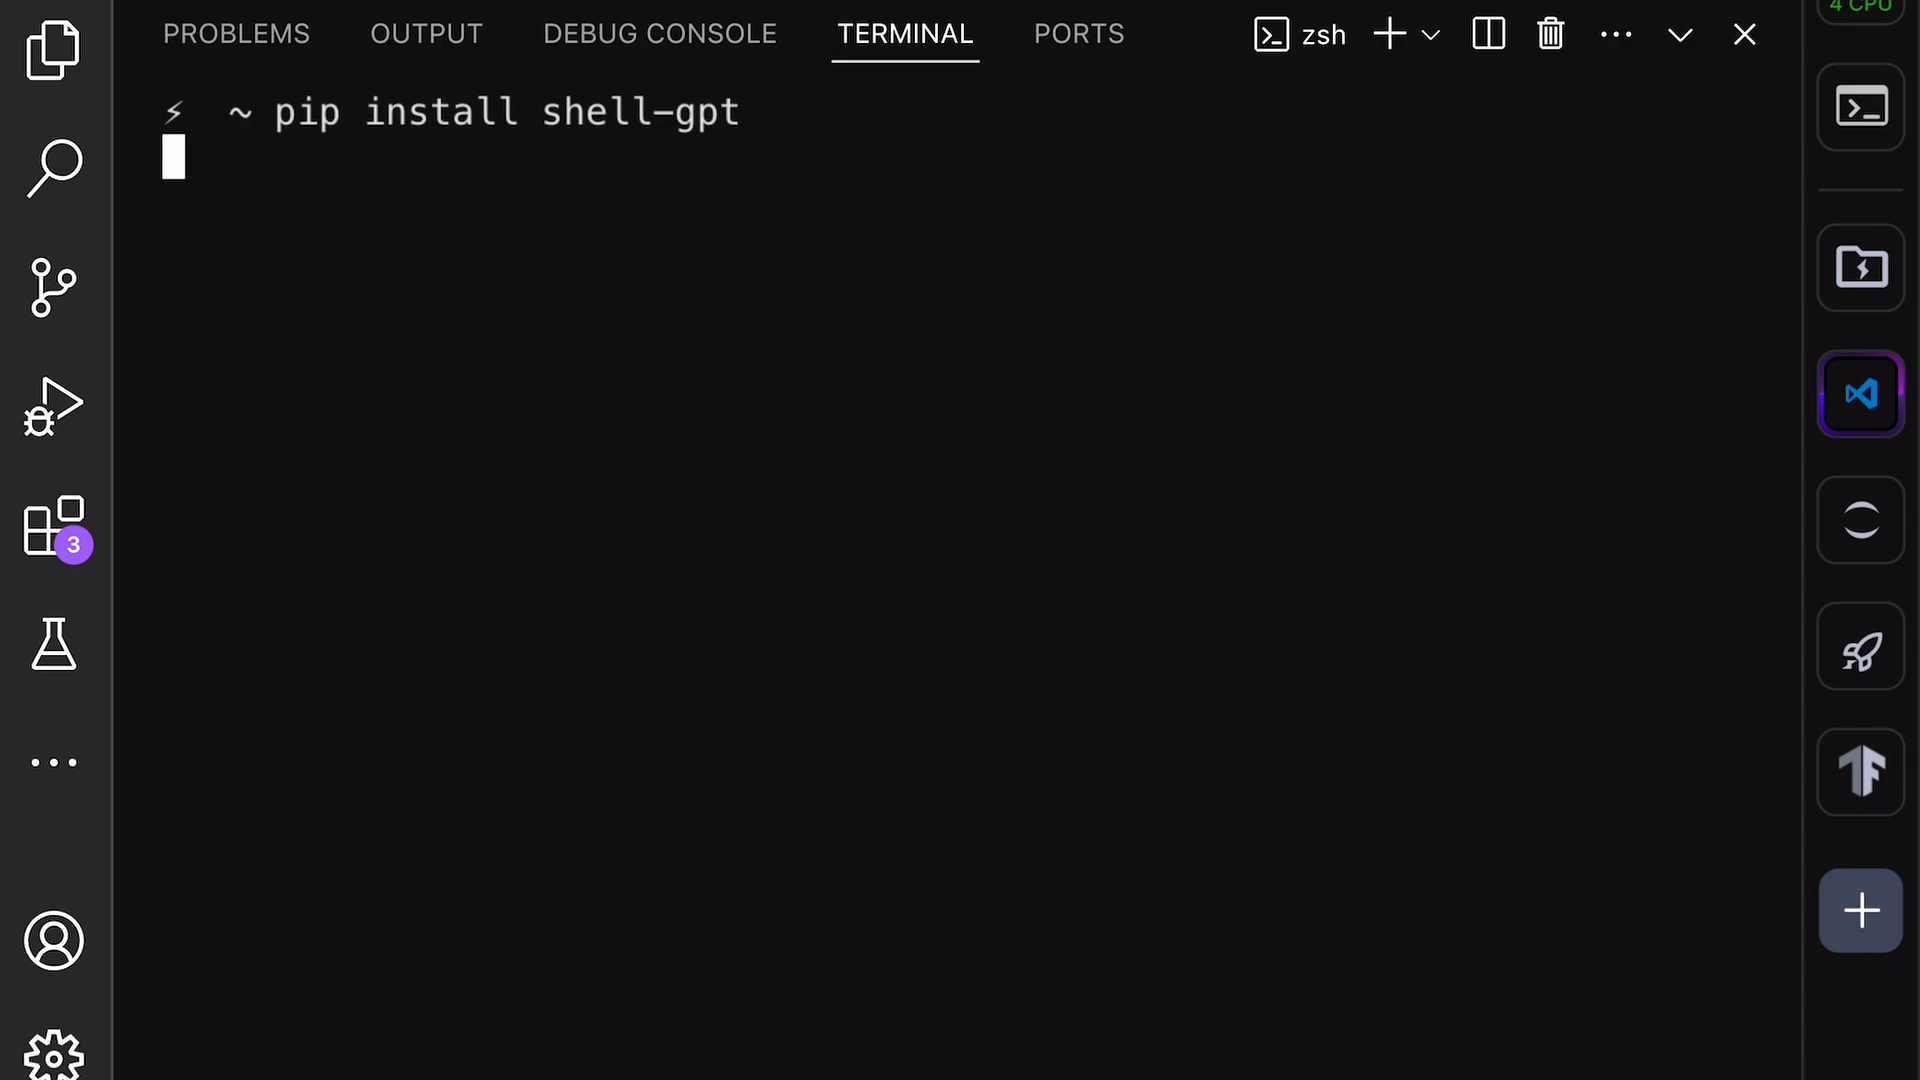 4 CPU
PROBLEMS OUTPUT DEBUG CONSOLE TERMINAL PORTS zsh
~ pip install shell-gpt
3